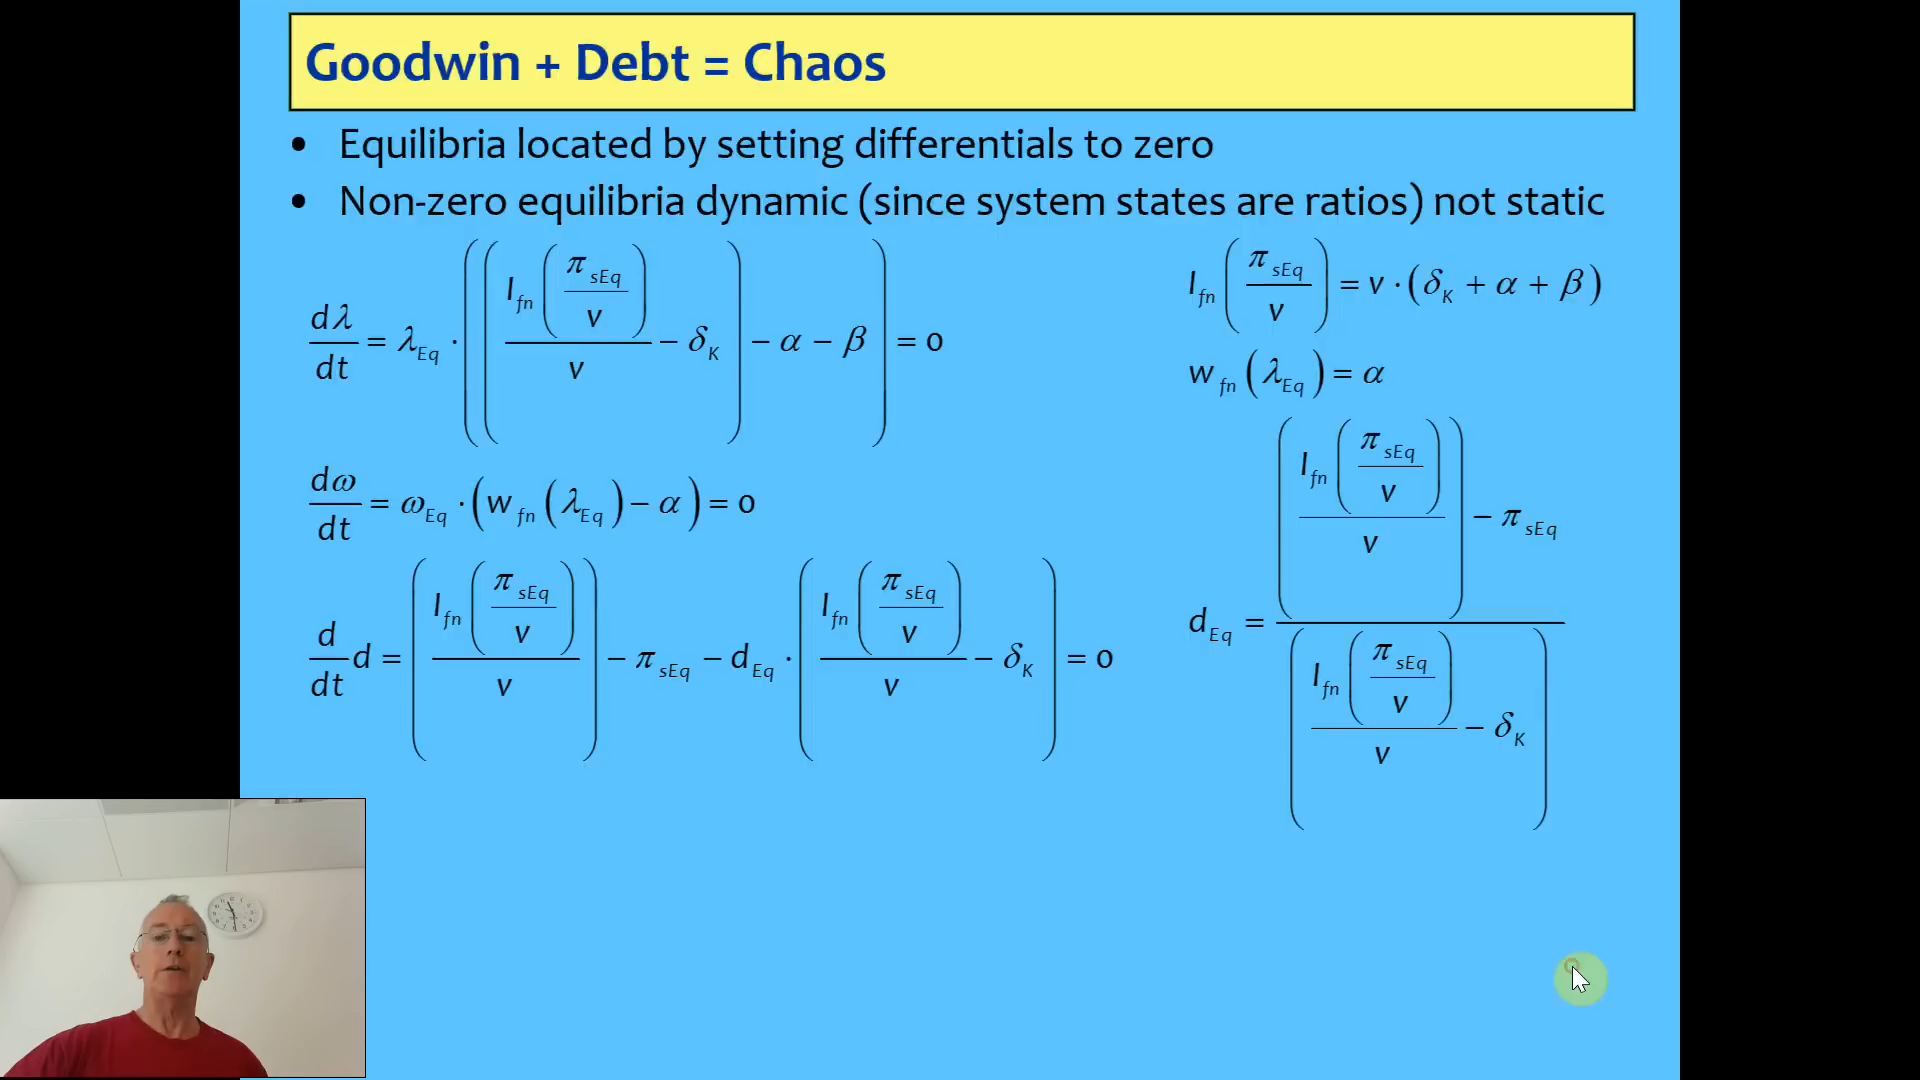 Goodwin + Debt = Chaos
• Equilibria located by setting differentials to zero
• Non-zero equilibria dynamic (since system states are ratios) not static
dλ/dt = λ_Eq · (((I_fn(π_sEq/v)/v) − δ_K) − α − β) = 0
dω/dt = ω_Eq · (w_fn(λ_Eq) − α) = 0
d/dt d = (I_fn(π_sEq/v)/v) − π_sEq − d_Eq · (I_fn(π_sEq/v)/v − δ_K) = 0
I_fn(π_sEq/v) = v · (δ_K + α + β)
w_fn(λ_Eq) = α
d_Eq = ((I_fn(π_sEq/v)/v) − π_sEq)/(I_fn(π_sEq/v)/v − δ_K)